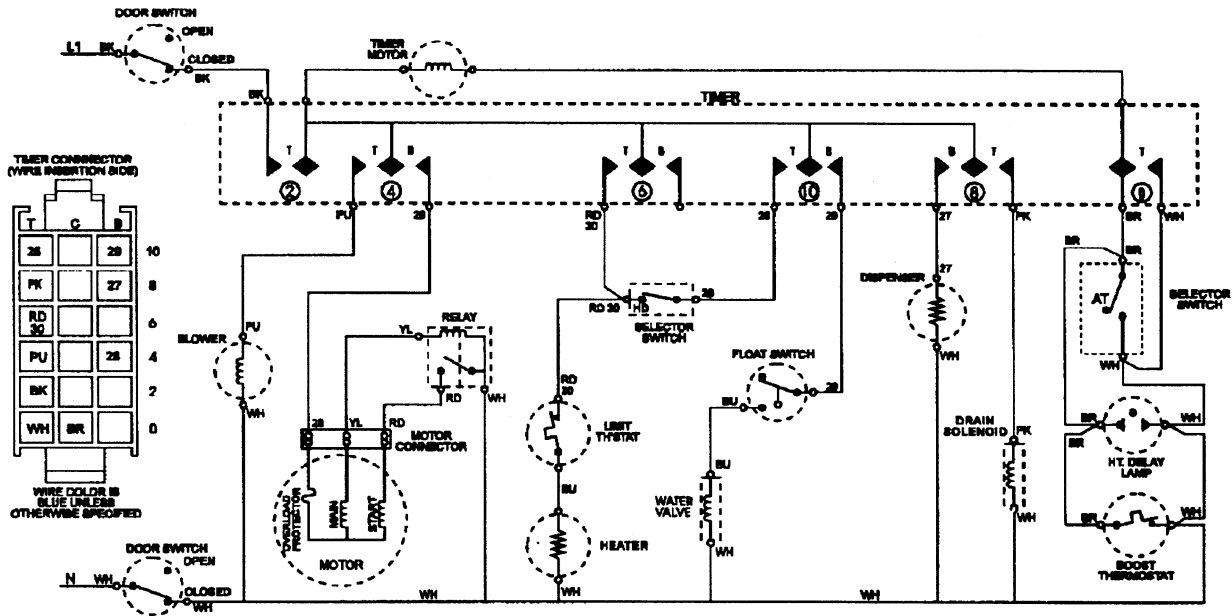 DOOR SWITCH
OPEN
L1 BK
CLOSED
BK
TIMER MOTOR
BK
TIMER
T
T B
T B
T B
B T
T
2
4
6
10
8
PU
28
RD 30
28
29
27
PK
BR
WH
TIMER CONNNECTOR
(WIRE INSERTION SIDE)
T C B
29 10
PK 27 8
RD 30 6
PU 28 4
BK 2
WH BR 0
WIRE COLOR IS
BLUE UNLESS
OTHERWISE SPECIFIED
PU
BLOWER
WH
RELAY
YL
RD
WH
28 YL RD
MOTOR
CONNECTOR
OVERLOAD
PROTECTOR
MAIN
START
MOTOR
RD 30
HD
28
SELECTOR
SWITCH
RD
30
LIMIT
TH'STAT
BU
HEATER
WH
FLOAT SWITCH
BU
29
BU
WATER
VALVE
WH
27
DISPENSER
WH
DRAIN
SOLENOID
PK
WH
BR
BR
AT
SELECTOR
SWITCH
WH
BR
WH
BR
HT. DELAY
LAMP
BR
WH
BOOST
THERMOSTAT
DOOR SWITCH
OPEN
N WH
CLOSED
WH
WH
WH